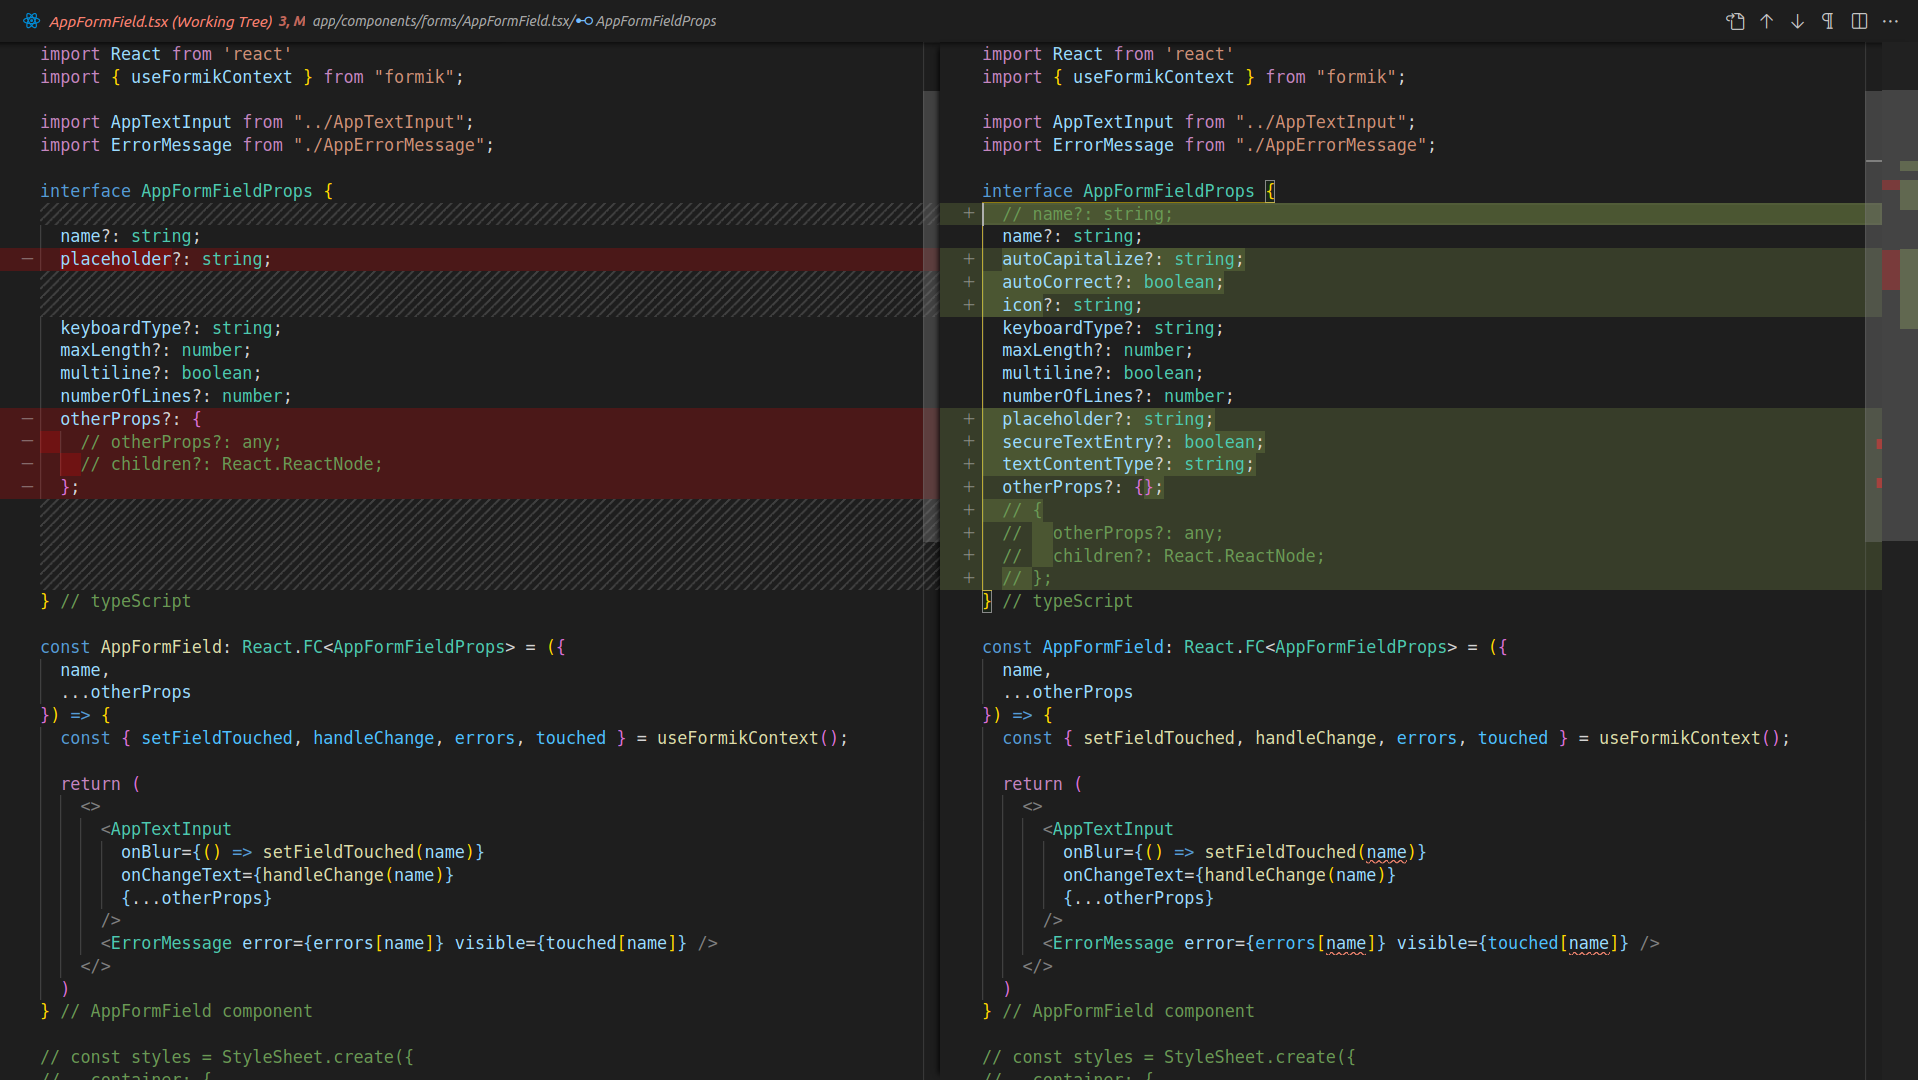 AppFormField.tsx (Working Tree) 3, M app/components/forms/AppFormField.tsx/ AppFormFieldProps
import React from 'react'
import { useFormikContext } from "formik";
import AppTextInput from "../AppTextInput";
import ErrorMessage from "./AppErrorMessage";
interface AppFormFieldProps {
name?: string;
— placeholder?: string;
keyboardType?: string;
maxLength?: number;
multiline?: boolean;
numberOfLines?: number;
— otherProps?: {
— // otherProps?: any;
— // children?: React.ReactNode;
— };
} // typeScript
const AppFormField: React.FC<AppFormFieldProps> = ({
name,
...otherProps
}) => {
const { setFieldTouched, handleChange, errors, touched } = useFormikContext();
return (
<>
<AppTextInput
onBlur={() => setFieldTouched(name)}
onChangeText={handleChange(name)}
{...otherProps}
/>
<ErrorMessage error={errors[name]} visible={touched[name]} />
</>
)
} // AppFormField component
// const styles = StyleSheet.create({
// container: {
import React from 'react'
import { useFormikContext } from "formik";
import AppTextInput from "../AppTextInput";
import ErrorMessage from "./AppErrorMessage";
interface AppFormFieldProps {
+ // name?: string;
name?: string;
+ autoCapitalize?: string;
+ autoCorrect?: boolean;
+ icon?: string;
keyboardType?: string;
maxLength?: number;
multiline?: boolean;
numberOfLines?: number;
+ placeholder?: string;
+ secureTextEntry?: boolean;
+ textContentType?: string;
+ otherProps?: {};
+ // {
+ // otherProps?: any;
+ // children?: React.ReactNode;
+ // };
} // typeScript
const AppFormField: React.FC<AppFormFieldProps> = ({
name,
...otherProps
}) => {
const { setFieldTouched, handleChange, errors, touched } = useFormikContext();
return (
<>
<AppTextInput
onBlur={() => setFieldTouched(name)}
onChangeText={handleChange(name)}
{...otherProps}
/>
<ErrorMessage error={errors[name]} visible={touched[name]} />
</>
)
} // AppFormField component
// const styles = StyleSheet.create({
// container: {